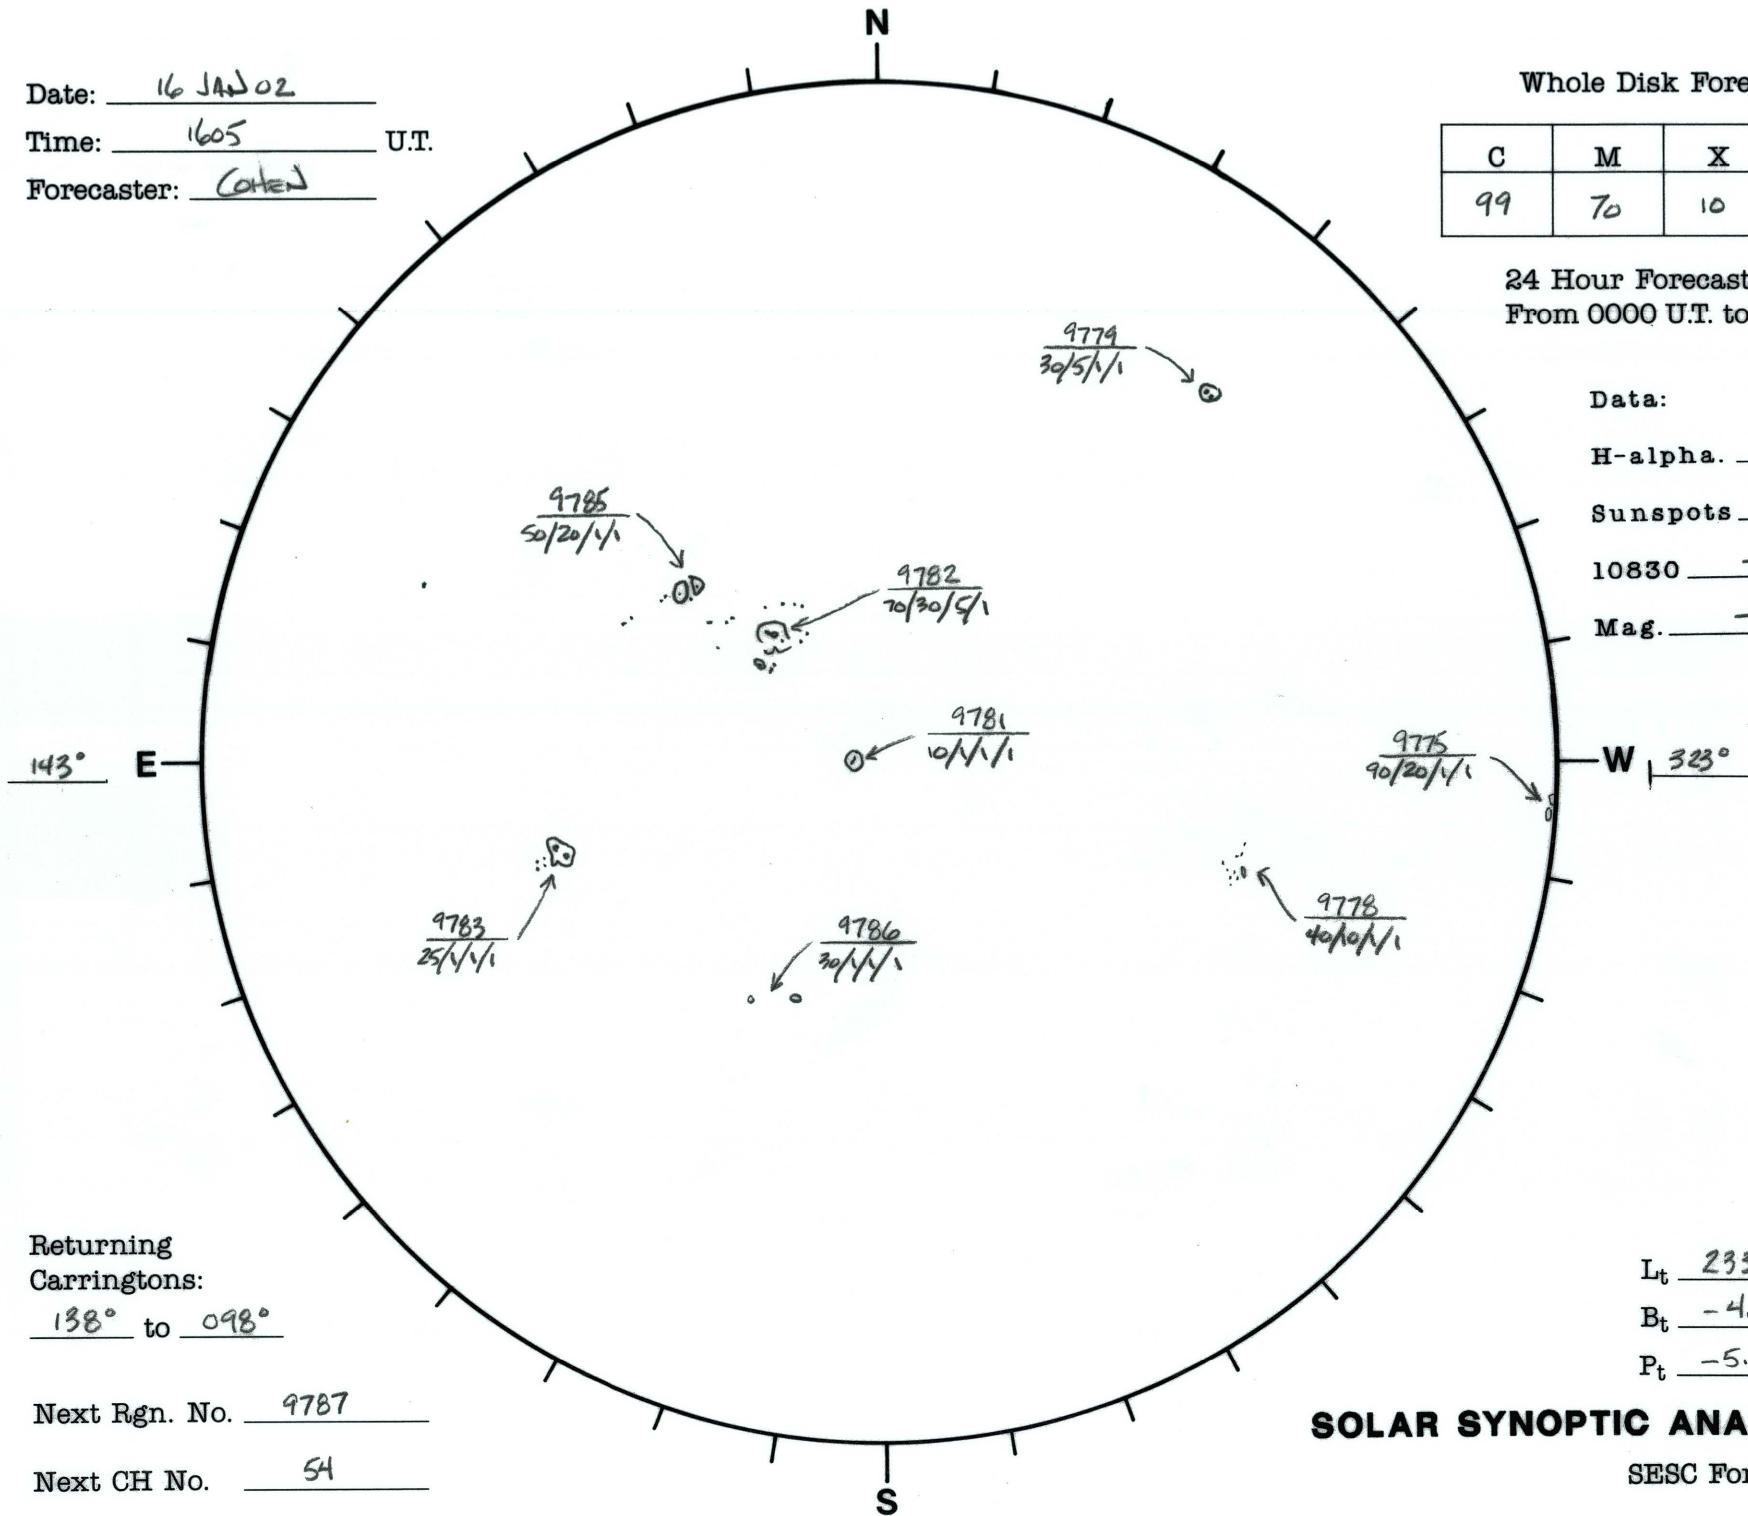 N
Date: 16 JAN 02
Time: 1605 U.T.
Forecaster: COHEN
Whole Disk Fore
C M X
99 70 10
24 Hour Forecast
From 0000 U.T. to
9779
30/5/1/1
Data:
H-alpha.
Sunspots
10830
Mag.
9785
50/20/1/1
9782
70/30/5/1
9781
10/1/1/1
9775
90/20/1/1
143° E
W 323°
9783
25/1/1/1
9786
30/1/1/1
9778
40/10/1/1
Returning
Carringtons:
138° to 098°
Next Rgn. No. 9787
Next CH No. 54
Lt 233
Bt -4.
Pt -5.
SOLAR SYNOPTIC ANA
SESC For
S